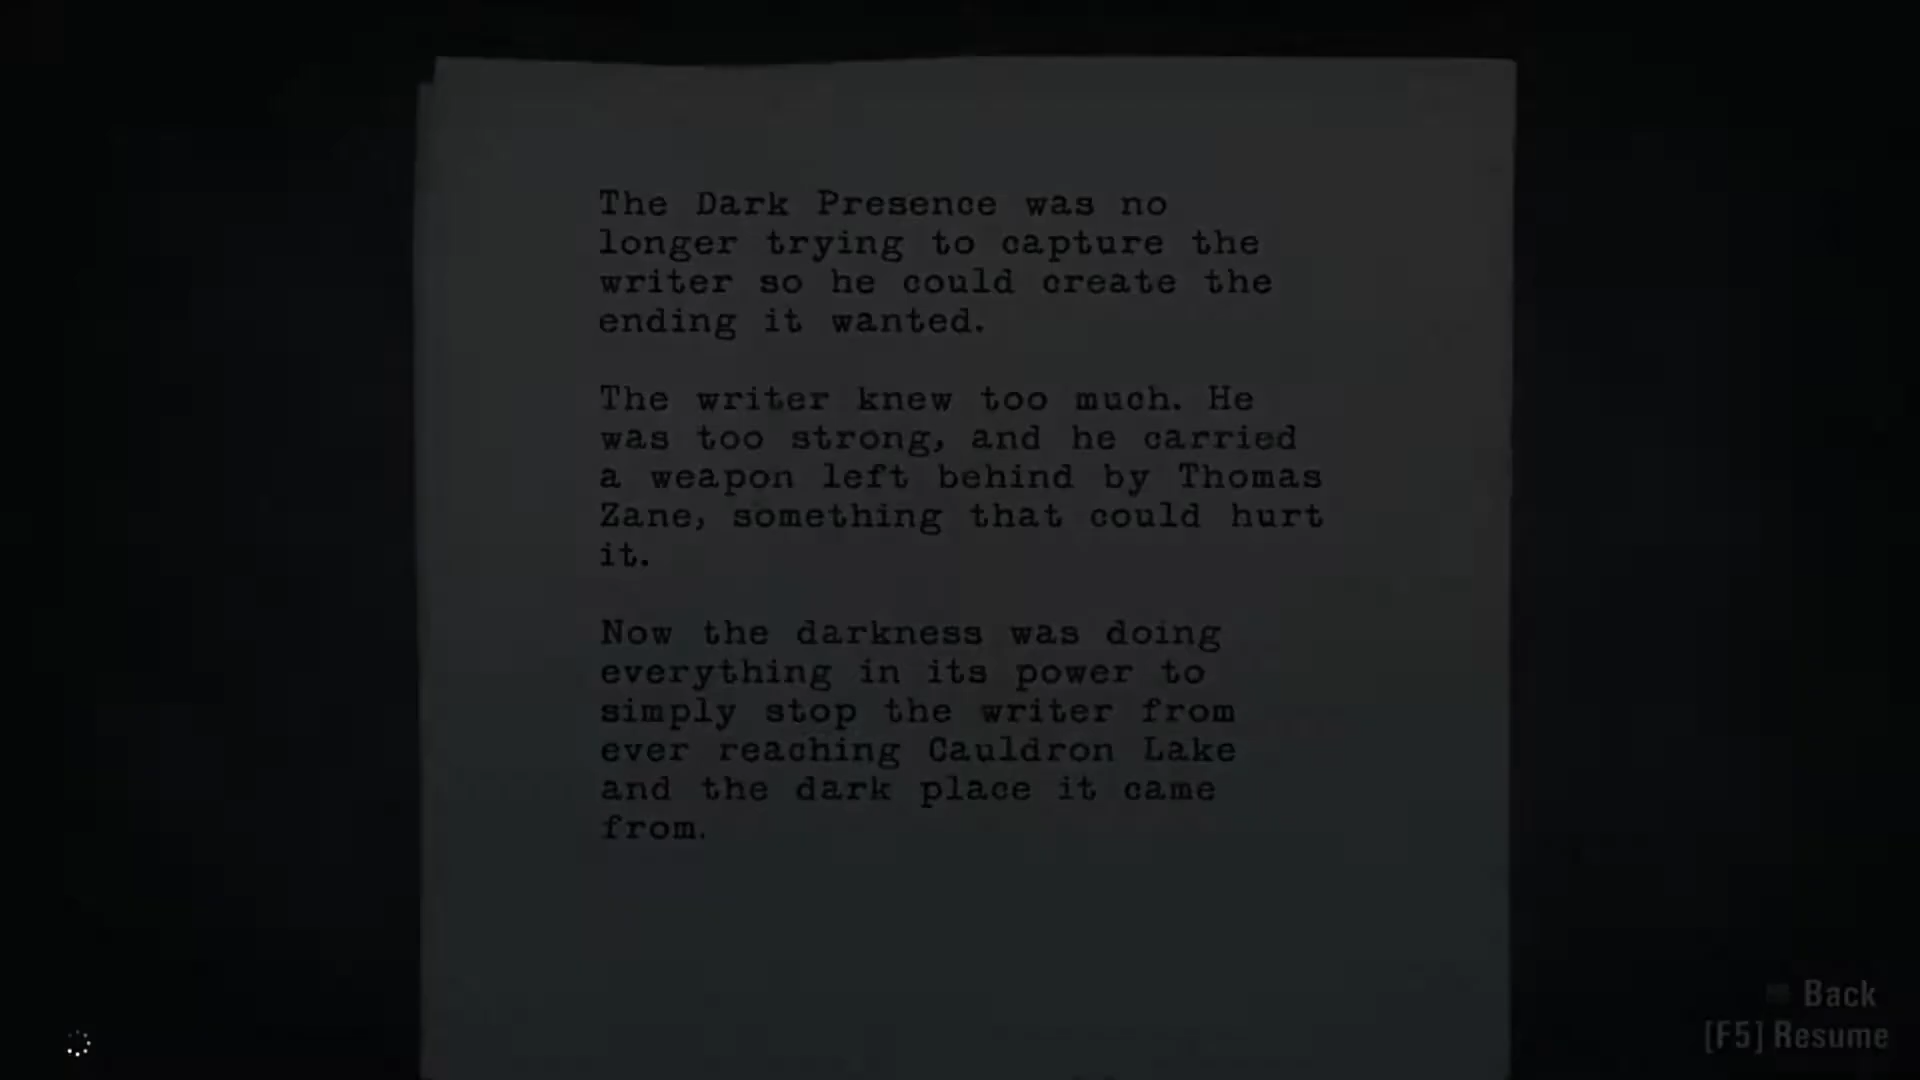 The Dark Presence was no
longer trying to capture the
writer so he could create the
ending it wanted.
The writer knew too much. He
was too strong, and he carried
a weapon left behind by Thomas
Zane, something that could hurt
it.
Now the darkness was doing
everything in its power to
simply stop the writer from
ever reaching Cauldron Lake
and the dark place it came
from.
Back
[F5] Resume